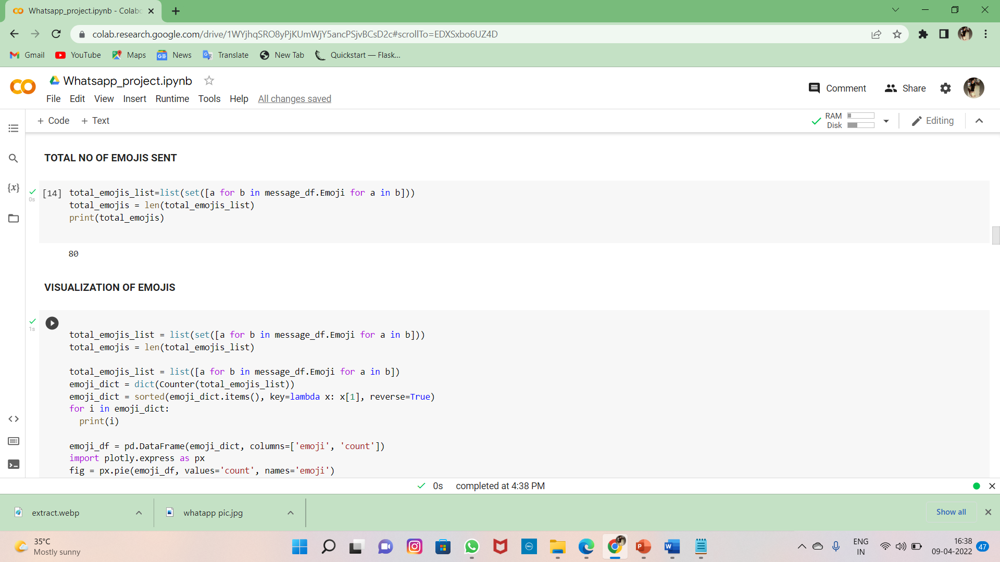 Whatsapp_project.ipynb - Colab
colab.research.google.com/drive/1WYjhqSRO8yPjKUmWjY5ancPSjvBCsD2c#scrollTo=EDXSxbo6UZ4D
Gmail YouTube Maps News Translate New Tab Quickstart — Flask...
Whatsapp_project.ipynb
Comment Share
File Edit View Insert Runtime Tools Help All changes saved
+ Code + Text
RAM
Disk
Editing
TOTAL NO OF EMOJIS SENT
0s
[14] total_emojis_list=list(set([a for b in message_df.Emoji for a in b]))
total_emojis = len(total_emojis_list)
print(total_emojis)
80
VISUALIZATION OF EMOJIS
1s
total_emojis_list = list(set([a for b in message_df.Emoji for a in b]))
total_emojis = len(total_emojis_list)
total_emojis_list = list([a for b in message_df.Emoji for a in b])
emoji_dict = dict(Counter(total_emojis_list))
emoji_dict = sorted(emoji_dict.items(), key=lambda x: x[1], reverse=True)
for i in emoji_dict:
  print(i)
emoji_df = pd.DataFrame(emoji_dict, columns=['emoji', 'count'])
import plotly.express as px
fig = px.pie(emoji_df, values='count', names='emoji')
0s completed at 4:38 PM
extract.webp
whatapp pic.jpg
Show all
35°C
Mostly sunny
ENG
IN
16:38
09-04-2022
47